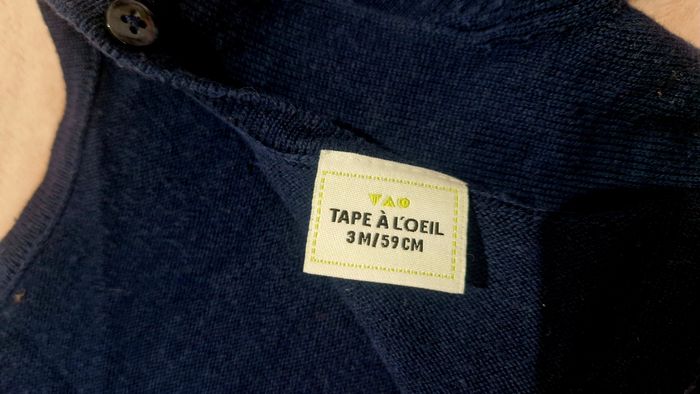 TAO
TAPE À L'OEIL
3M/59CM